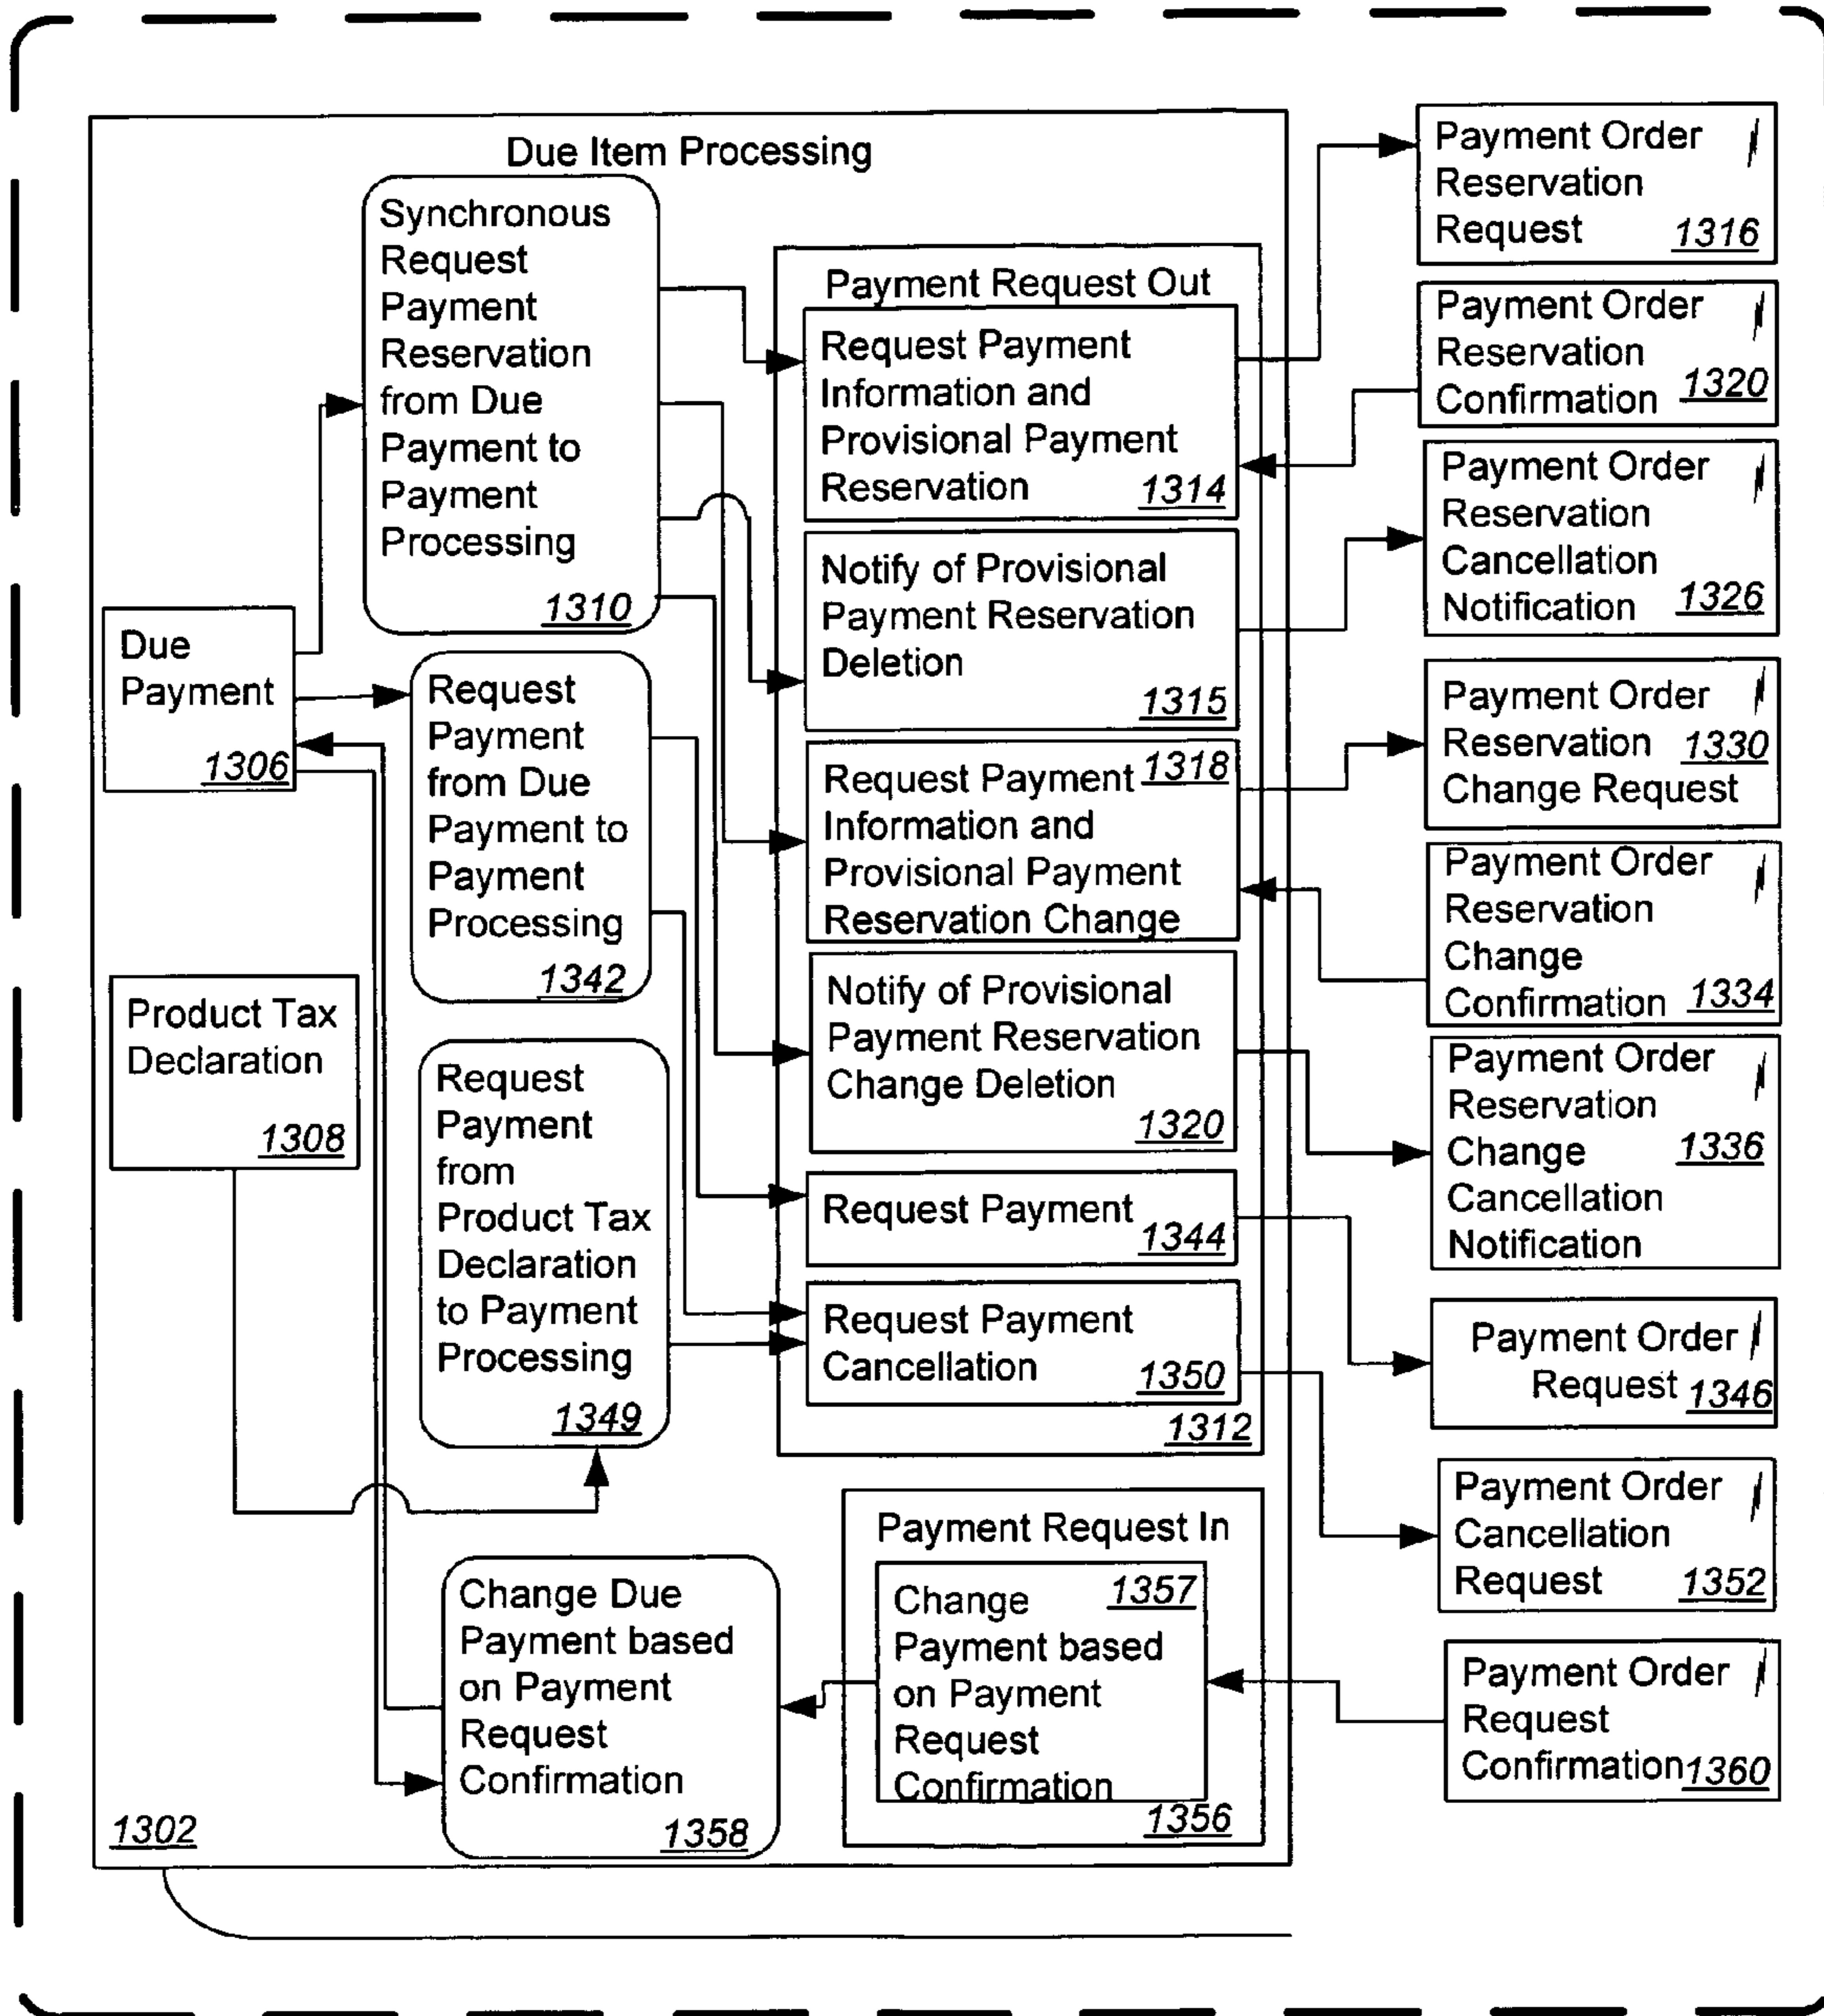 Due Item Processing
Synchronous
Request
Payment
Reservation
from Due
Payment to
Payment
Processing
1310
Due
Payment
1306
Request
Payment
from Due
Payment to
Payment
Processing
1342
Product Tax
Declaration
1308
Request
Payment
from
Product Tax
Declaration
to Payment
Processing
1349
Payment Request Out
Request Payment
Information and
Provisional Payment
Reservation 1314
Notify of Provisional
Payment Reservation
Deletion
1315
Request Payment 1318
Information and
Provisional Payment
Reservation Change
Notify of Provisional
Payment Reservation
Change Deletion
1320
Request Payment
1344
Request Payment
Cancellation 1350
1312
Payment Request In
1357
Change
Payment based
on Payment
Request
Confirmation
1356
Change Due
Payment based
on Payment
Request
Confirmation
1358
1302
Payment Order
Reservation
Request 1316
Payment Order
Reservation
Confirmation 1320
Payment Order
Reservation
Cancellation
Notification 1326
Payment Order
Reservation 1330
Change Request
Payment Order
Reservation
Change
Confirmation 1334
Payment Order
Reservation
Change 1336
Cancellation
Notification
Payment Order
Request 1346
Payment Order
Cancellation
Request 1352
Payment Order
Request
Confirmation 1360